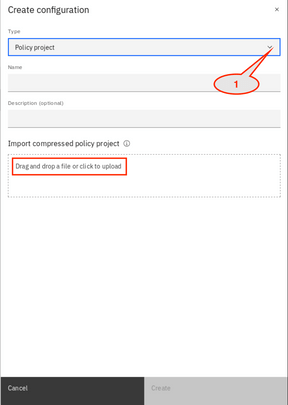 Create configuration
Type
Policy project
1
Name
Description (optional)
Import compressed policy project
Drag and drop a file or click to upload
Cancel
Create